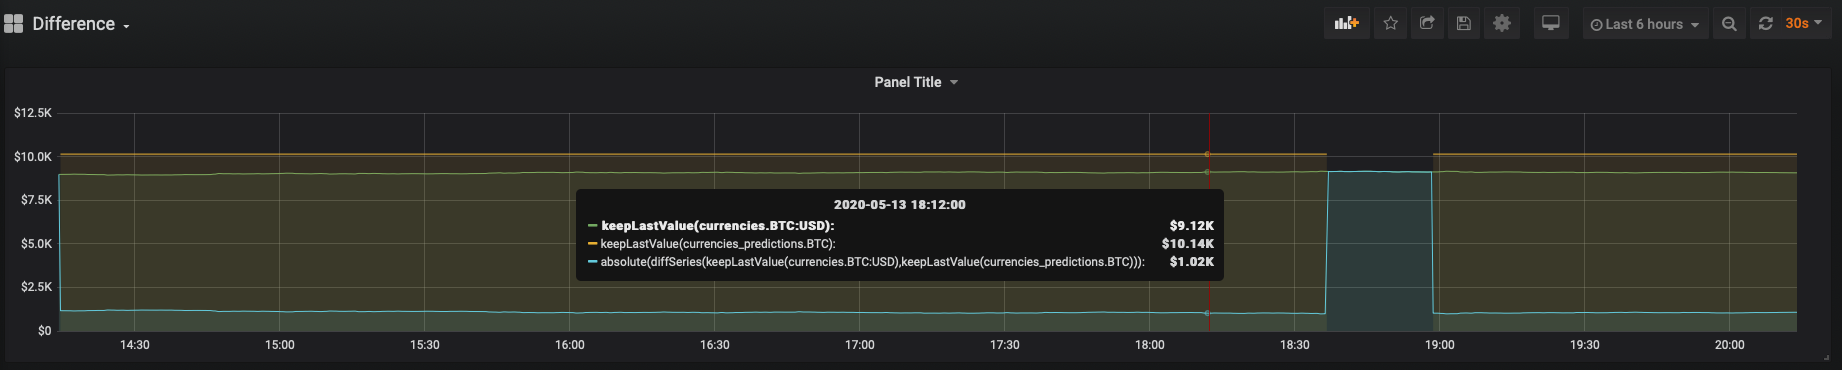 Difference
Last 6 hours
30s
Panel Title
$12.5K
$10.0K
$7.5K
$5.0K
$2.5K
$0
2020-05-13 18:12:00
keepLastValue(currencies.BTC:USD): $9.12K
keepLastValue(currencies_predictions.BTC): $10.14K
absolute(diffSeries(keepLastValue(currencies.BTC:USD),keepLastValue(currencies_predictions.BTC))): $1.02K
14:30 15:00 15:30 16:00 16:30 17:00 17:30 18:00 18:30 19:00 19:30 20:00